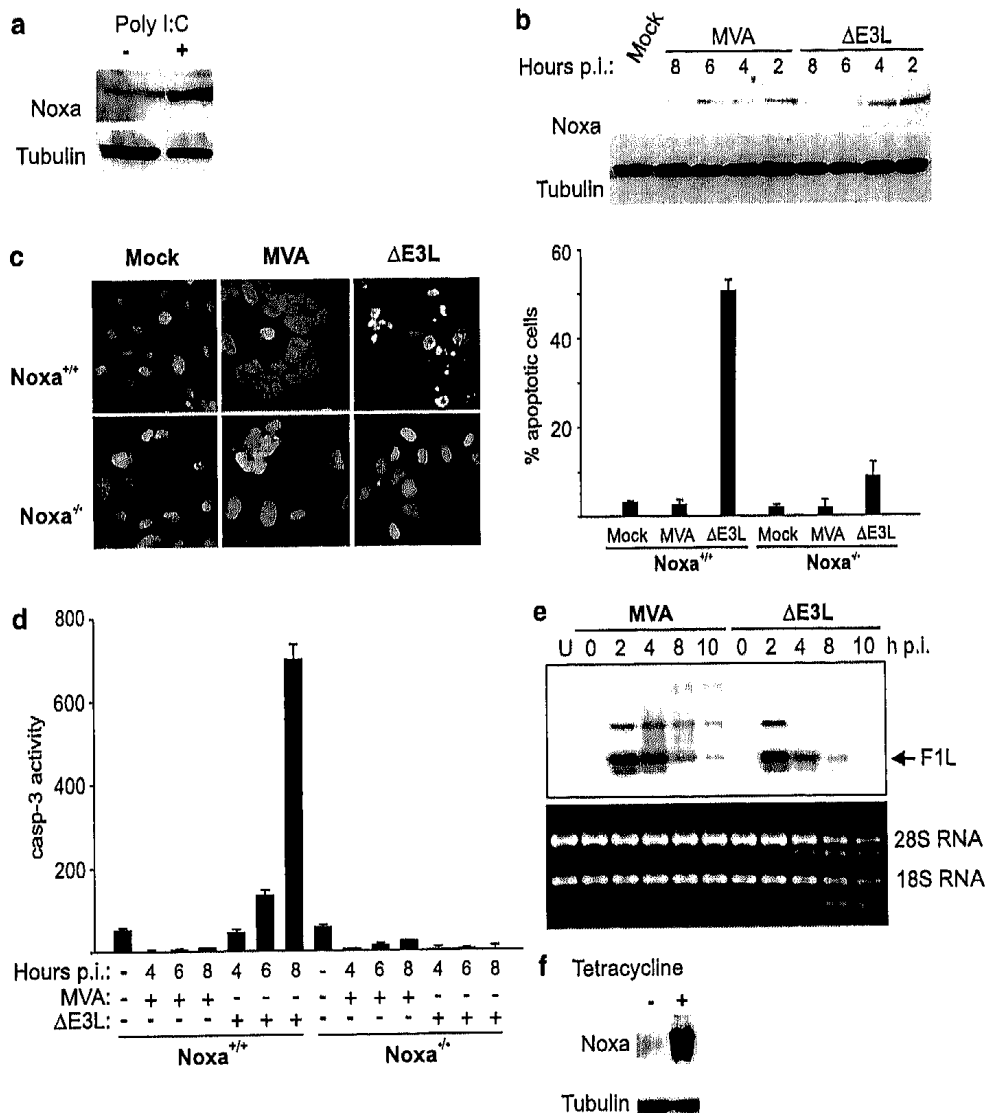 a
Poly I:C
- +
Noxa
Tubulin
b
Mock
MVA ΔE3L
Hours p.i.: 8 6 4 2 8 6 4 2
Noxa
Tubulin
c
Mock MVA ΔE3L
Noxa+/+
Noxa-/-
60
40
20
% apoptotic cells
Mock MVA ΔE3L Mock MVA ΔE3L
Noxa+/+ Noxa-/-
d
800
600
400
200
casp-3 activity
Hours p.i.: - 4 6 8 4 6 8 - 4 6 8 4 6 8
MVA: - + + + - - - - + + + - - -
ΔE3L: - - - - + + + - - - - + + +
Noxa+/+ Noxa-/-
e
MVA ΔE3L
U 0 2 4 8 10 0 2 4 8 10 h p.i.
F1L
28S RNA
18S RNA
f Tetracycline
- +
Noxa
Tubulin